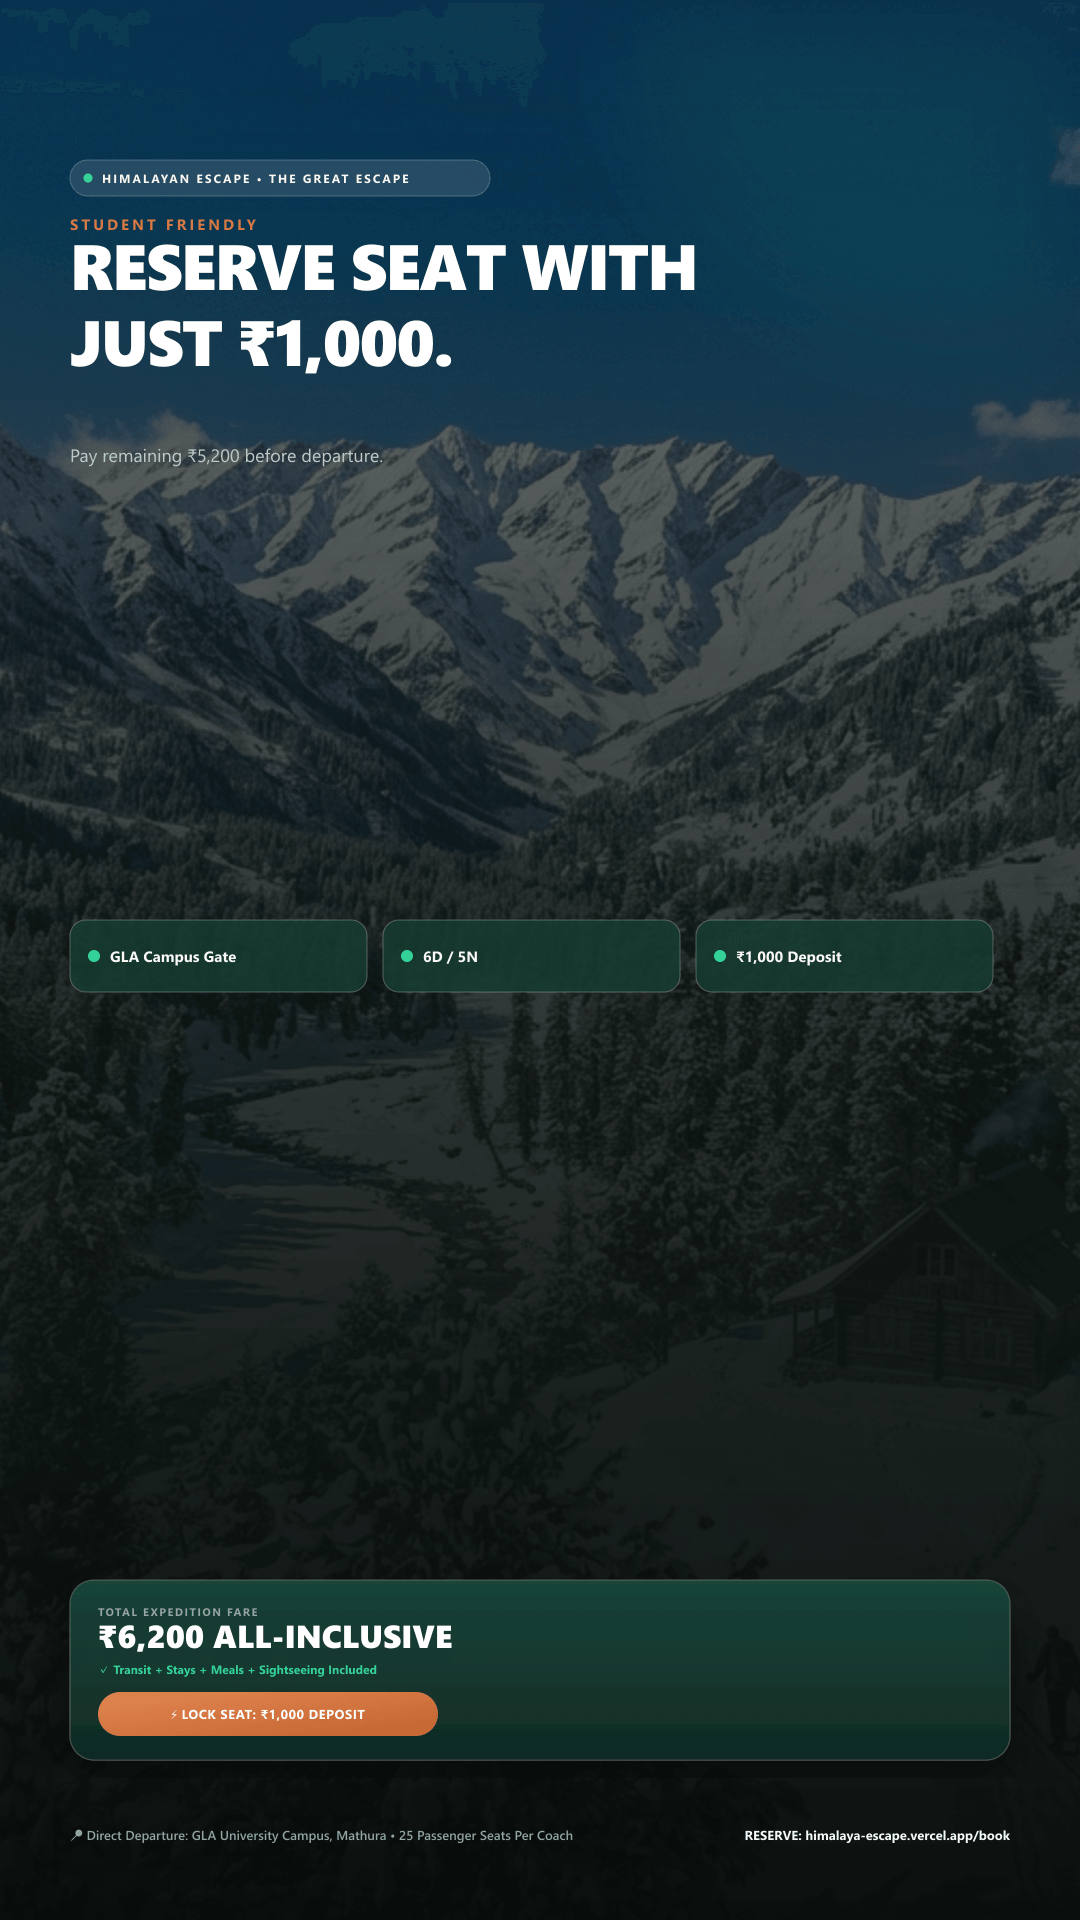 HIMALAYAN ESCAPE • THE GREAT ESCAPE
STUDENT FRIENDLY
RESERVE SEAT WITH
JUST ₹1,000.
Pay remaining ₹5,200 before departure.
GLA Campus Gate
6D / 5N
₹1,000 Deposit
TOTAL EXPEDITION FARE
₹6,200 ALL-INCLUSIVE
✓ Transit + Stays + Meals + Sightseeing Included
⚡ LOCK SEAT: ₹1,000 DEPOSIT
📍 Direct Departure: GLA University Campus, Mathura • 25 Passenger Seats Per Coach
RESERVE: himalaya-escape.vercel.app/book